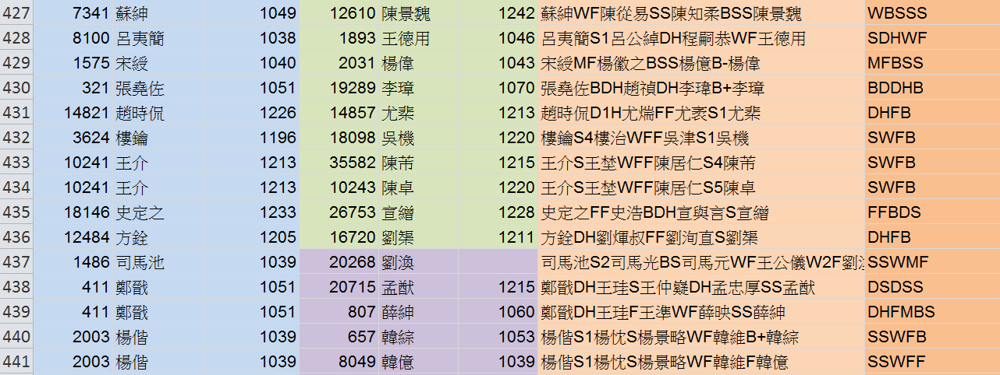 427 7341 蘇紳 1049 12610 陳景魏 1242 蘇紳WF陳從易SS陳知柔BSS陳景魏 WBSSS
428 8100 呂夷簡 1038 1893 王德用 1046 呂夷簡S1呂公綽DH程嗣恭WF王德用 SDHWF
429 1575 宋綬 1040 2031 楊偉 1043 宋綬MF楊徽之BSS楊億B-楊偉 MFBSS
430 321 張堯佐 1051 19289 李璋 1070 張堯佐BDH趙禎DH李瑋B+李璋 BDDHB
431 14821 趙時侃 1226 14857 尤棐 1213 趙時侃D1H尤煓FF尤袤S1尤棐 DHFB
432 3624 樓鑰 1196 18098 吳機 1220 樓鑰S4樓治WFF吳津S1吳機 SWFB
433 10241 王介 1213 35582 陳芾 1215 王介S王埜WFF陳居仁S4陳芾 SWFB
434 10241 王介 1213 10243 陳卓 1220 王介S王埜WFF陳居仁S5陳卓 SWFB
435 18146 史定之 1233 26753 宣繒 1228 史定之FF史浩BDH宣與言S宣繒 FFBDS
436 12484 方銓 1205 16720 劉榘 1211 方銓DH劉煇叔FF劉洵直S劉榘 DHFB
437 1486 司馬池 1039 20268 劉渙 司馬池S2司馬光BS司馬元WF王公儀W2F劉渙 SSWMF
438 411 鄭戩 1051 20715 孟猷 1215 鄭戩DH王珪S王仲嶷DH孟忠厚SS孟猷 DSDSS
439 411 鄭戩 1051 807 薛紳 1060 鄭戩DH王珪F王準WF薛映SS薛紳 DHFMBS
440 2003 楊偕 1039 657 韓綜 1053 楊偕S1楊忱S楊景略WF韓維B+韓綜 SSWFB
441 2003 楊偕 1039 8049 韓億 1039 楊偕S1楊忱S楊景略WF韓維F韓億 SSWFF